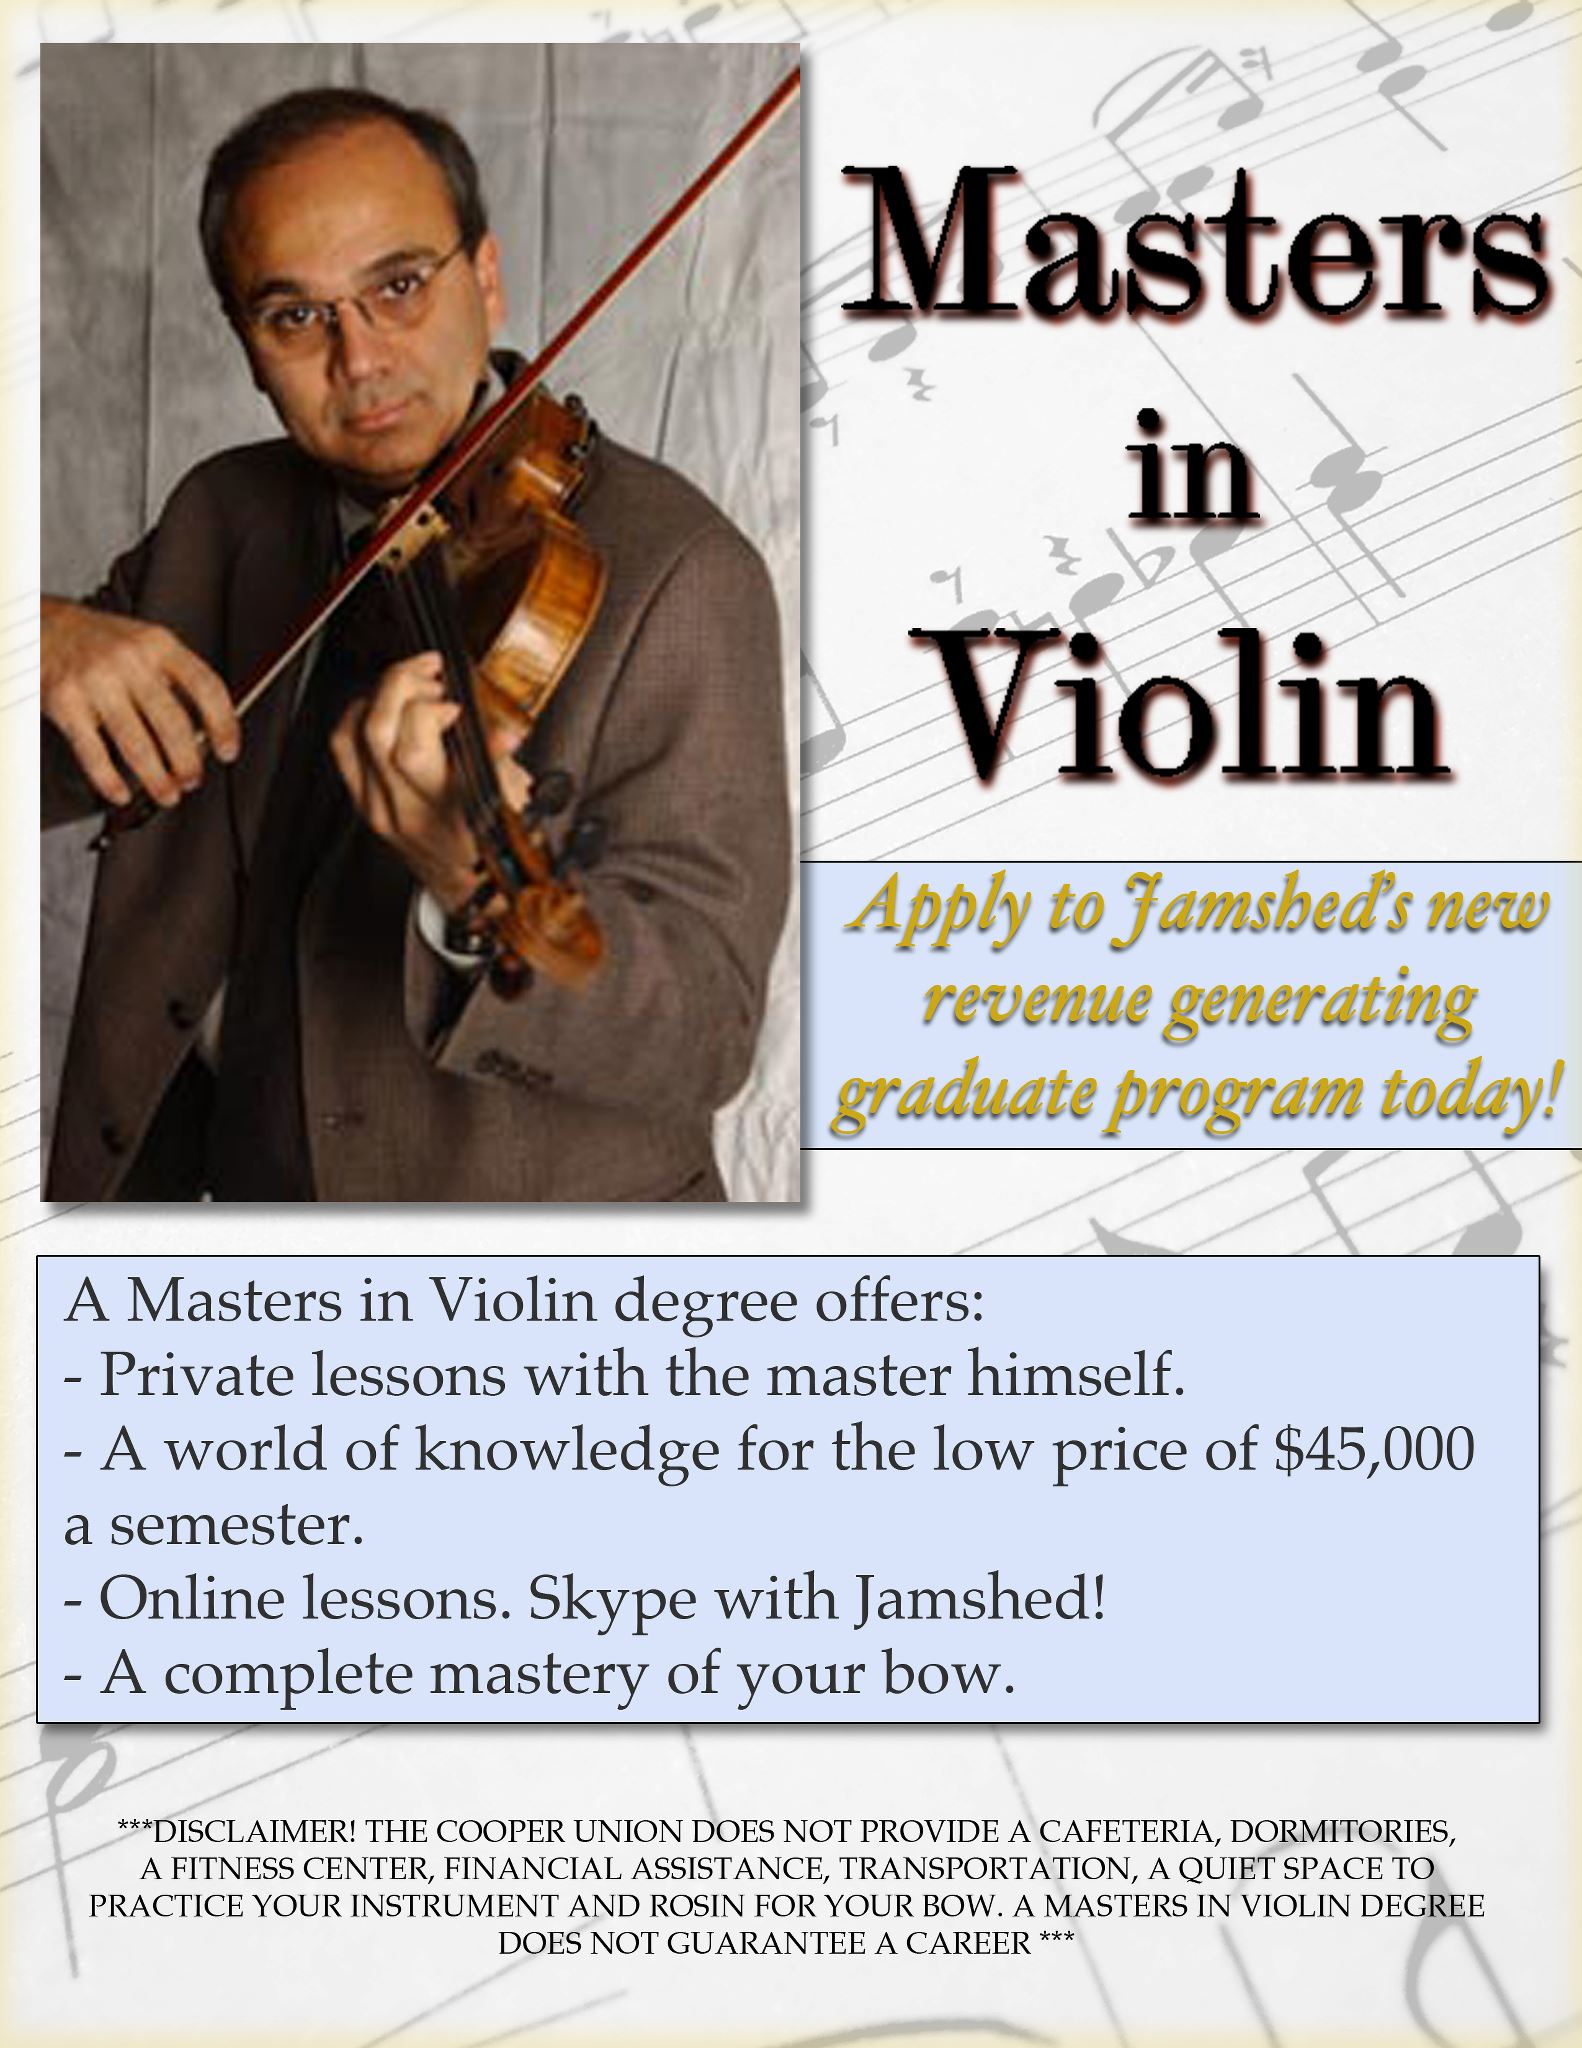 Masters
in
Violin
Apply to Jamshed's new
revenue generating
graduate program today!
A Masters in Violin degree offers:
- Private lessons with the master himself.
- A world of knowledge for the low price of $45,000
a semester.
- Online lessons. Skype with Jamshed!
- A complete mastery of your bow.
***DISCLAIMER! THE COOPER UNION DOES NOT PROVIDE A CAFETERIA, DORMITORIES,
A FITNESS CENTER, FINANCIAL ASSISTANCE, TRANSPORTATION, A QUIET SPACE TO
PRACTICE YOUR INSTRUMENT AND ROSIN FOR YOUR BOW. A MASTERS IN VIOLIN DEGREE
DOES NOT GUARANTEE A CAREER ***